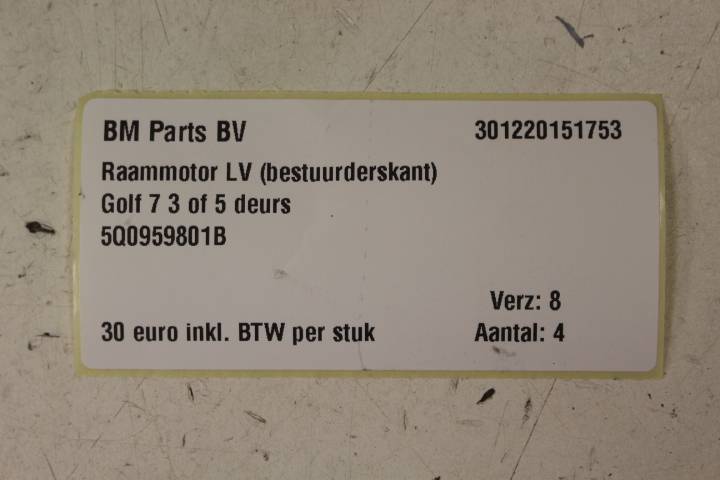 BM Parts BV 301220151753
Raammotor LV (bestuurderskant)
Golf 7 3 of 5 deurs
5Q0959801B
Verz: 8
30 euro inkl. BTW per stuk Aantal: 4